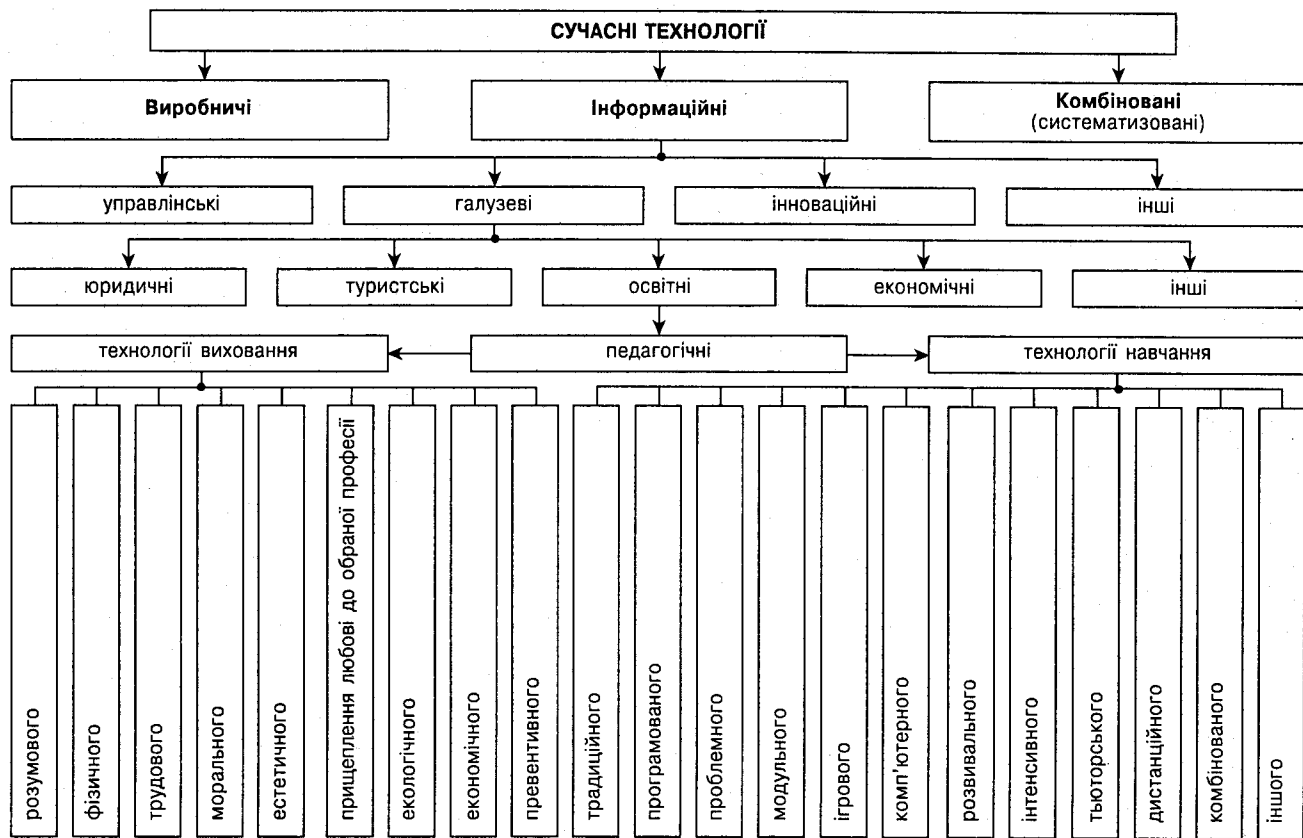 СУЧАСНІ ТЕХНОЛОГІЇ
Виробничі
Інформаційні
Комбіновані
(систематизовані)
управлінські
галузеві
інноваційні
інші
юридичні
туристські
освітні
економічні
інші
технології виховання
педагогічні
технології навчання
розумового
фізичного
трудового
морального
естетичного
прищеплення любові до обраної професії
екологічного
економічного
превентивного
традиційного
програмованого
проблемного
модульного
ігрового
комп'ютерного
розвивального
інтенсивного
тьюторського
дистанційного
комбінованого
іншого